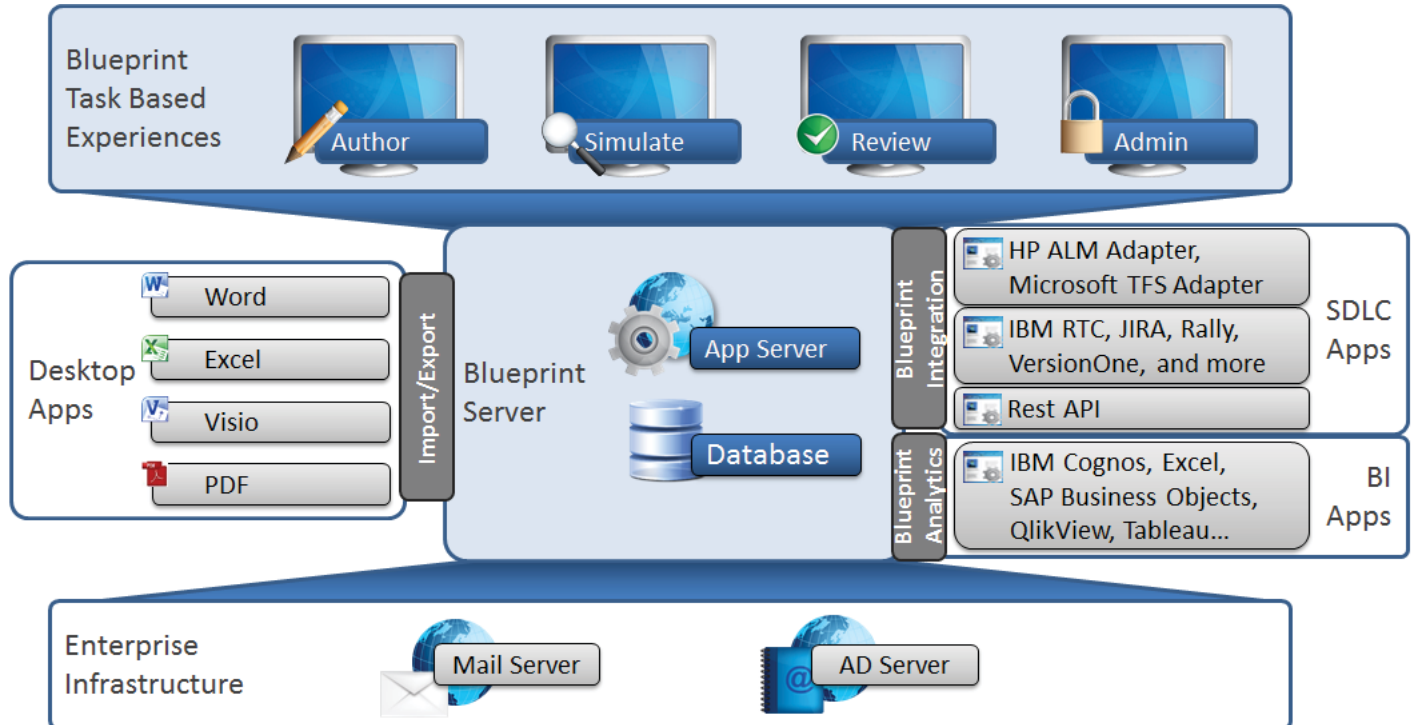 Blueprint
Task Based
Experiences
Author
Simulate
Review
Admin
Desktop
Apps
Word
Excel
Visio
PDF
Import/Export
Blueprint
Server
App Server
Database
Blueprint
Integration
HP ALM Adapter,
Microsoft TFS Adapter
IBM RTC, JIRA, Rally,
VersionOne, and more
Rest API
SDLC
Apps
Blueprint
Analytics
IBM Cognos, Excel,
SAP Business Objects,
QlikView, Tableau...
BI
Apps
Enterprise
Infrastructure
Mail Server
@
AD Server